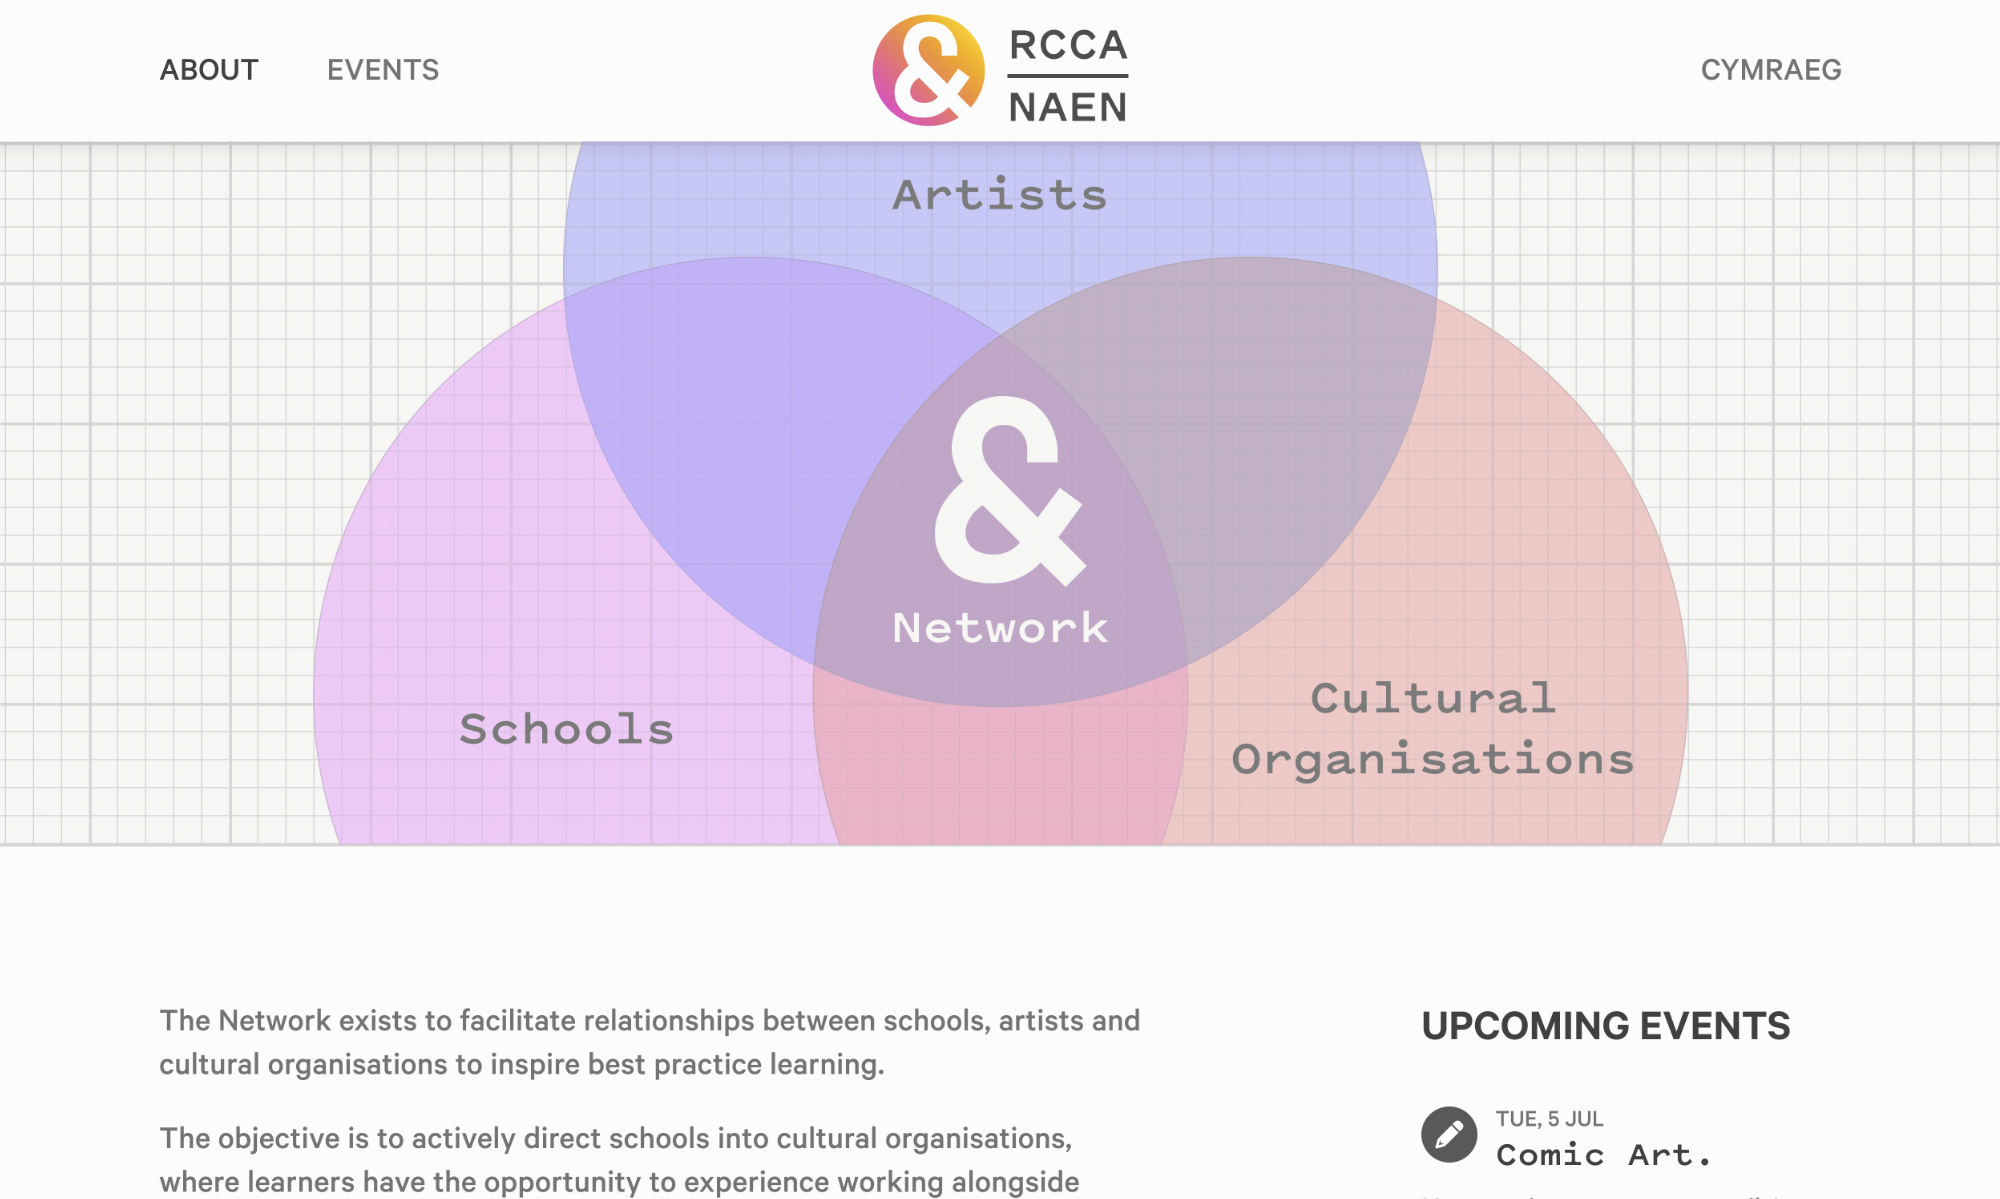 ABOUT
EVENTS
&
RCCA
NAEN
CYMRAEG
Artists
&
Network
Schools
Cultural
Organisations
The Network exists to facilitate relationships between schools, artists and
cultural organisations to inspire best practice learning.
The objective is to actively direct schools into cultural organisations,
where learners have the opportunity to experience working alongside
UPCOMING EVENTS
TUE, 5 JUL
Comic Art.